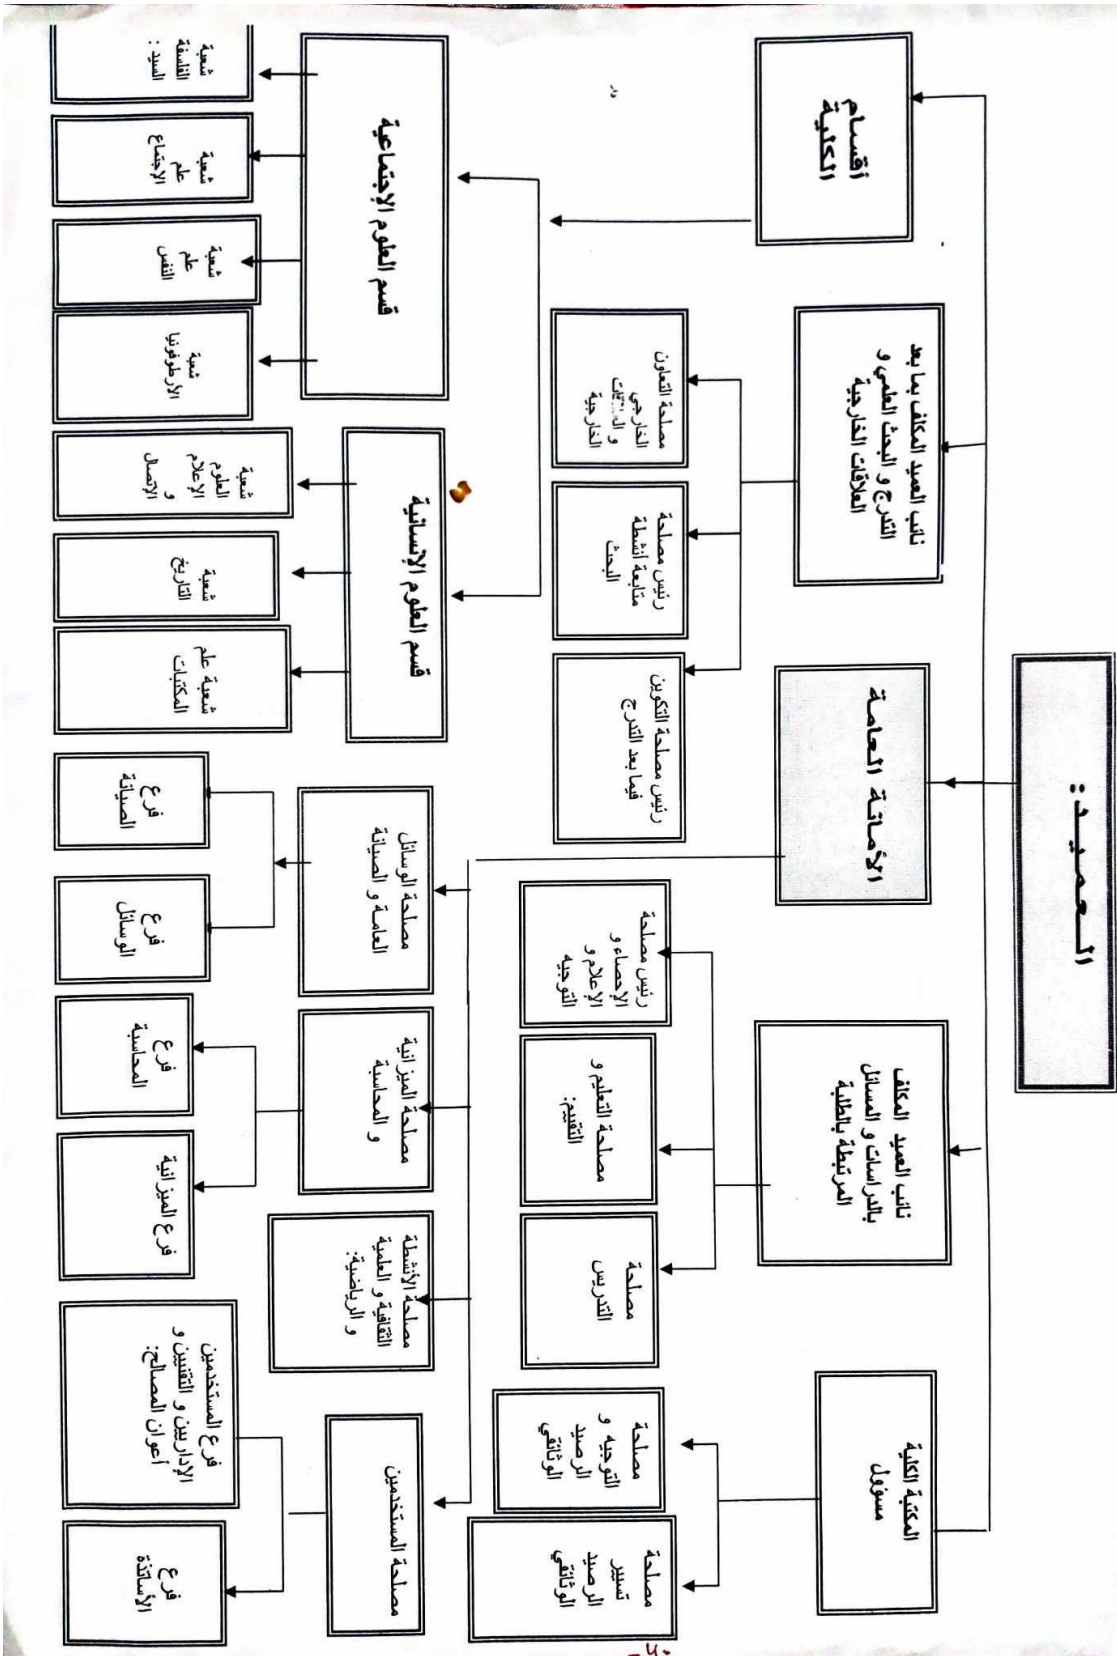 العميد:
أقسام
الكلية
نائب العميد المكلف بما بعد
التدرج و البحث العلمي و
العلاقات الخارجية
الأمانة العامة
نائب العميد المكلف
بالدراسات و المسائل
المرتبطة بالطلبة
المكتبة الكلية
مسؤول
مصلحة التعاون
الخارجي
و العلاقات
الخارجية
رئيس مصلحة
متابعة أنشطة
البحث
رئيس مصلحة التكوين
فيما بعد التدرج
رئيس مصلحة
الإحصاء و
الإعلام و
التوجيه
مصلحة التعليم و
التقييم:
مصلحة
التدريس
مصلحة
التوجيه و
الرصيد
الوثائقي
مصلحة
تسيير
الرصيد
الوثائقي
قسم العلوم الإجتماعية
قسم العلوم الإنسانية
مصلحة الوسائل
العامة و الصيانة
مصلحة الميزانية
و المحاسبة
مصلحة الأنشطة
الثقافية و العلمية
و الرياضية:
مصلحة المستخدمين
شعبة
الفلسفة
السيد :
شعبة
علم
الإجتماع
شعبة
علم
النفس
شعبة
الأرطوفونيا
شعبة
العلوم
الإعلام
و
الإتصال
شعبة
التاريخ
شعبة علم
المكتبات
فرع
الصيانة
فرع
الوسائل
فرع
المحاسبة
فرع الميزانية
فرع المستخدمين
الإداريين و التقنيين و
أعوان المصالح:
فرع
الأساتذة